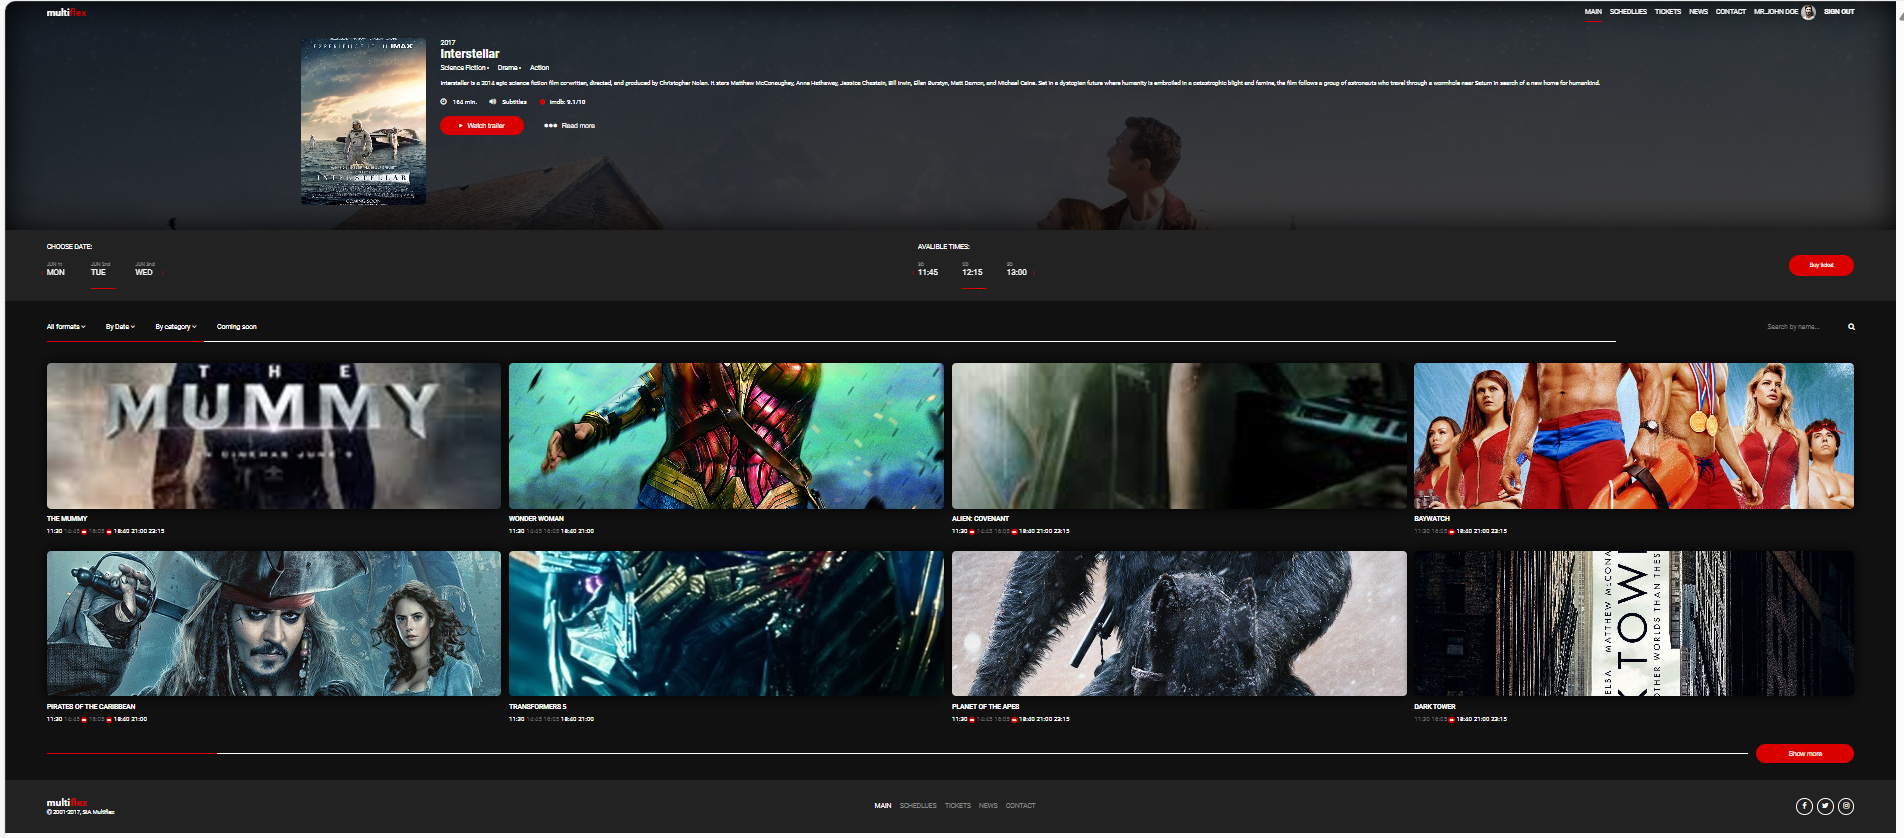 multiflex
MAIN SCHEDLUES TICKETS NEWS CONTACT MR.JOHN DOE SIGN OUT
EXPERIENCE IT IN IMAX
INTERSTELLAR
COMING SOON
2017
Interstellar
Science Fiction • Drama • Action
Interstellar is a 2014 epic science fiction film co-written, directed, and produced by Christopher Nolan. It stars Matthew McConaughey, Anne Hathaway, Jessica Chastain, Bill Irwin, Ellen Burstyn, Matt Damon, and Michael Caine. Set in a dystopian future where humanity is embroiled in a catastrophic blight and famine, the film follows a group of astronauts who travel through a wormhole near Saturn in search of a new home for humankind.
164 min. Subtitles Imdb: 9.1/10
Watch trailer Read more
CHOOSE DATE:
JUN 2nd
MON TUE WED
AVALIBLE TIMES:
11:45 12:15 13:00
Buy ticket
All formats By Date By category Coming soon
Search by name...
THE
MUMMY
IN CINEMAS JUNE 9
THE MUMMY
11:30 14:45 16:05 18:40 21:00 23:15
WONDER WOMAN
11:30 14:45 16:05 18:40 21:00
ALIEN: COVENANT
11:30 14:45 16:05 18:40 21:00 23:15
BAYWATCH
11:30 16:05 18:40 21:00 23:15
PIRATES OF THE CARIBBEAN
11:30 14:45 16:05 18:40 21:00
TRANSFORMERS 5
11:30 14:45 16:05 18:40 21:00
PLANET OF THE APES
11:30 14:45 16:05 18:40 21:00 23:15
ELBA MATTHEW McCONA
K TOW
OTHER WORLDS THAN THES
DARK TOWER
11:30 16:05 18:40 21:00 23:15
Show more
multiflex
© 2001-2017, SIA Multiflex
MAIN SCHEDLUES TICKETS NEWS CONTACT